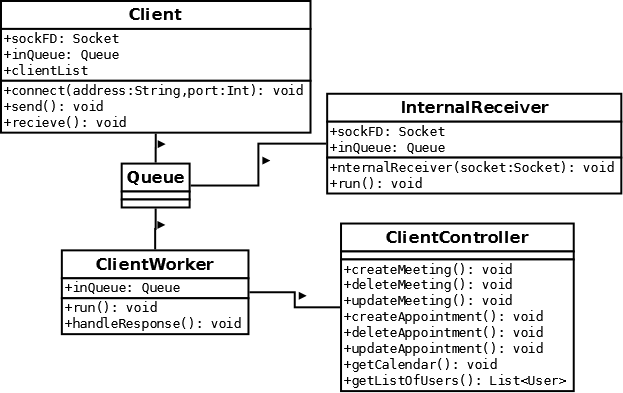 Client
+sockFD: Socket
+inQueue: Queue
+clientList
+connect(address:String,port:Int): void
+send(): void
+recieve(): void
InternalReceiver
+sockFD: Socket
+inQueue: Queue
+nternalReceiver(socket:Socket): void
+run(): void
Queue
ClientWorker
+inQueue: Queue
+run(): void
+handleResponse(): void
ClientController
+createMeeting(): void
+deleteMeeting(): void
+updateMeeting(): void
+createAppointment(): void
+deleteAppointment(): void
+updateAppointment(): void
+getCalendar(): void
+getListOfUsers(): List<User>